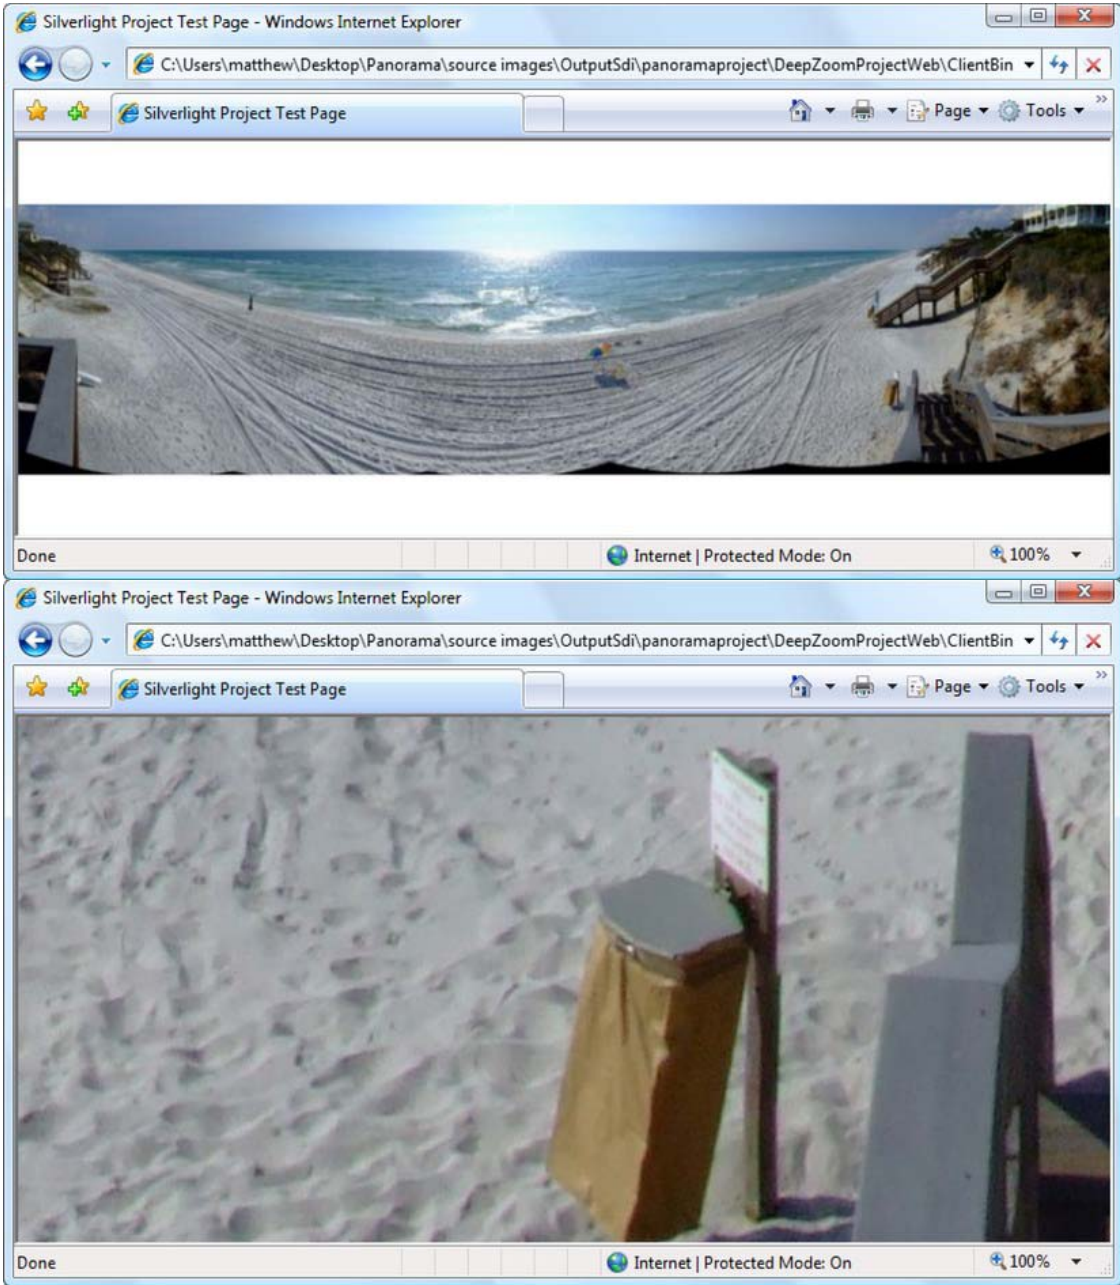 Silverlight Project Test Page - Windows Internet Explorer
C:\Users\matthew\Desktop\Panorama\source images\OutputSdi\panoramaproject\DeepZoomProjectWeb\ClientBin
Silverlight Project Test Page
Page Tools
Done Internet | Protected Mode: On 100%
Silverlight Project Test Page - Windows Internet Explorer
C:\Users\matthew\Desktop\Panorama\source images\OutputSdi\panoramaproject\DeepZoomProjectWeb\ClientBin
Silverlight Project Test Page
Page Tools
Done Internet | Protected Mode: On 100%